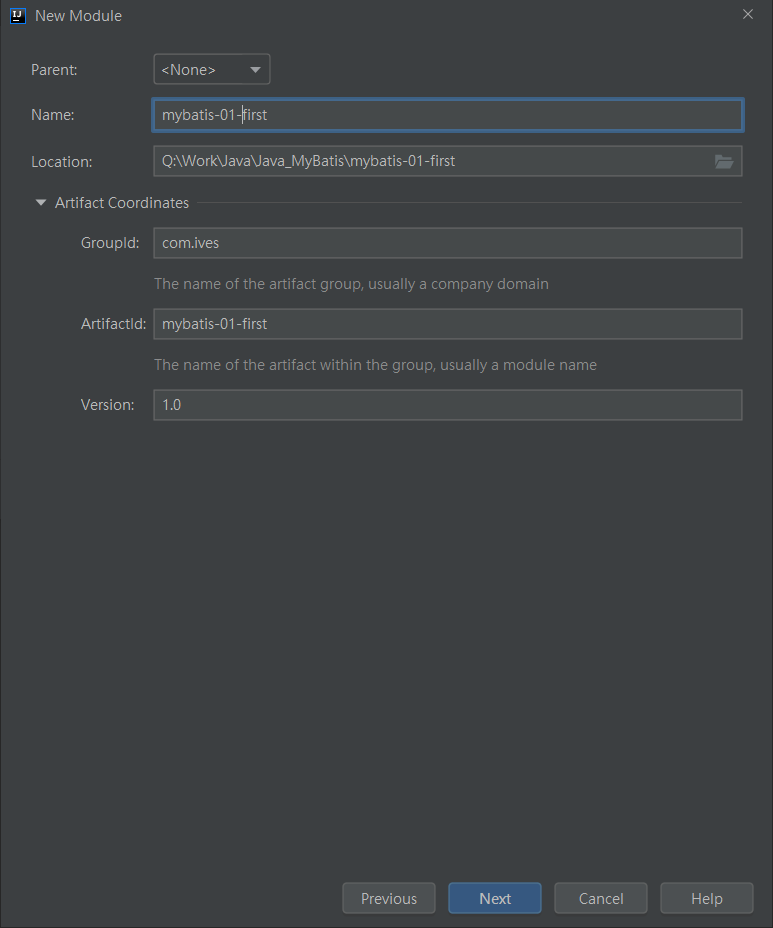 IJ New Module
Parent: <None>
Name: mybatis-01-first
Location: Q:\Work\Java\Java_MyBatis\mybatis-01-first
Artifact Coordinates
GroupId: com.ives
The name of the artifact group, usually a company domain
ArtifactId: mybatis-01-first
The name of the artifact within the group, usually a module name
Version: 1.0
Previous Next Cancel Help